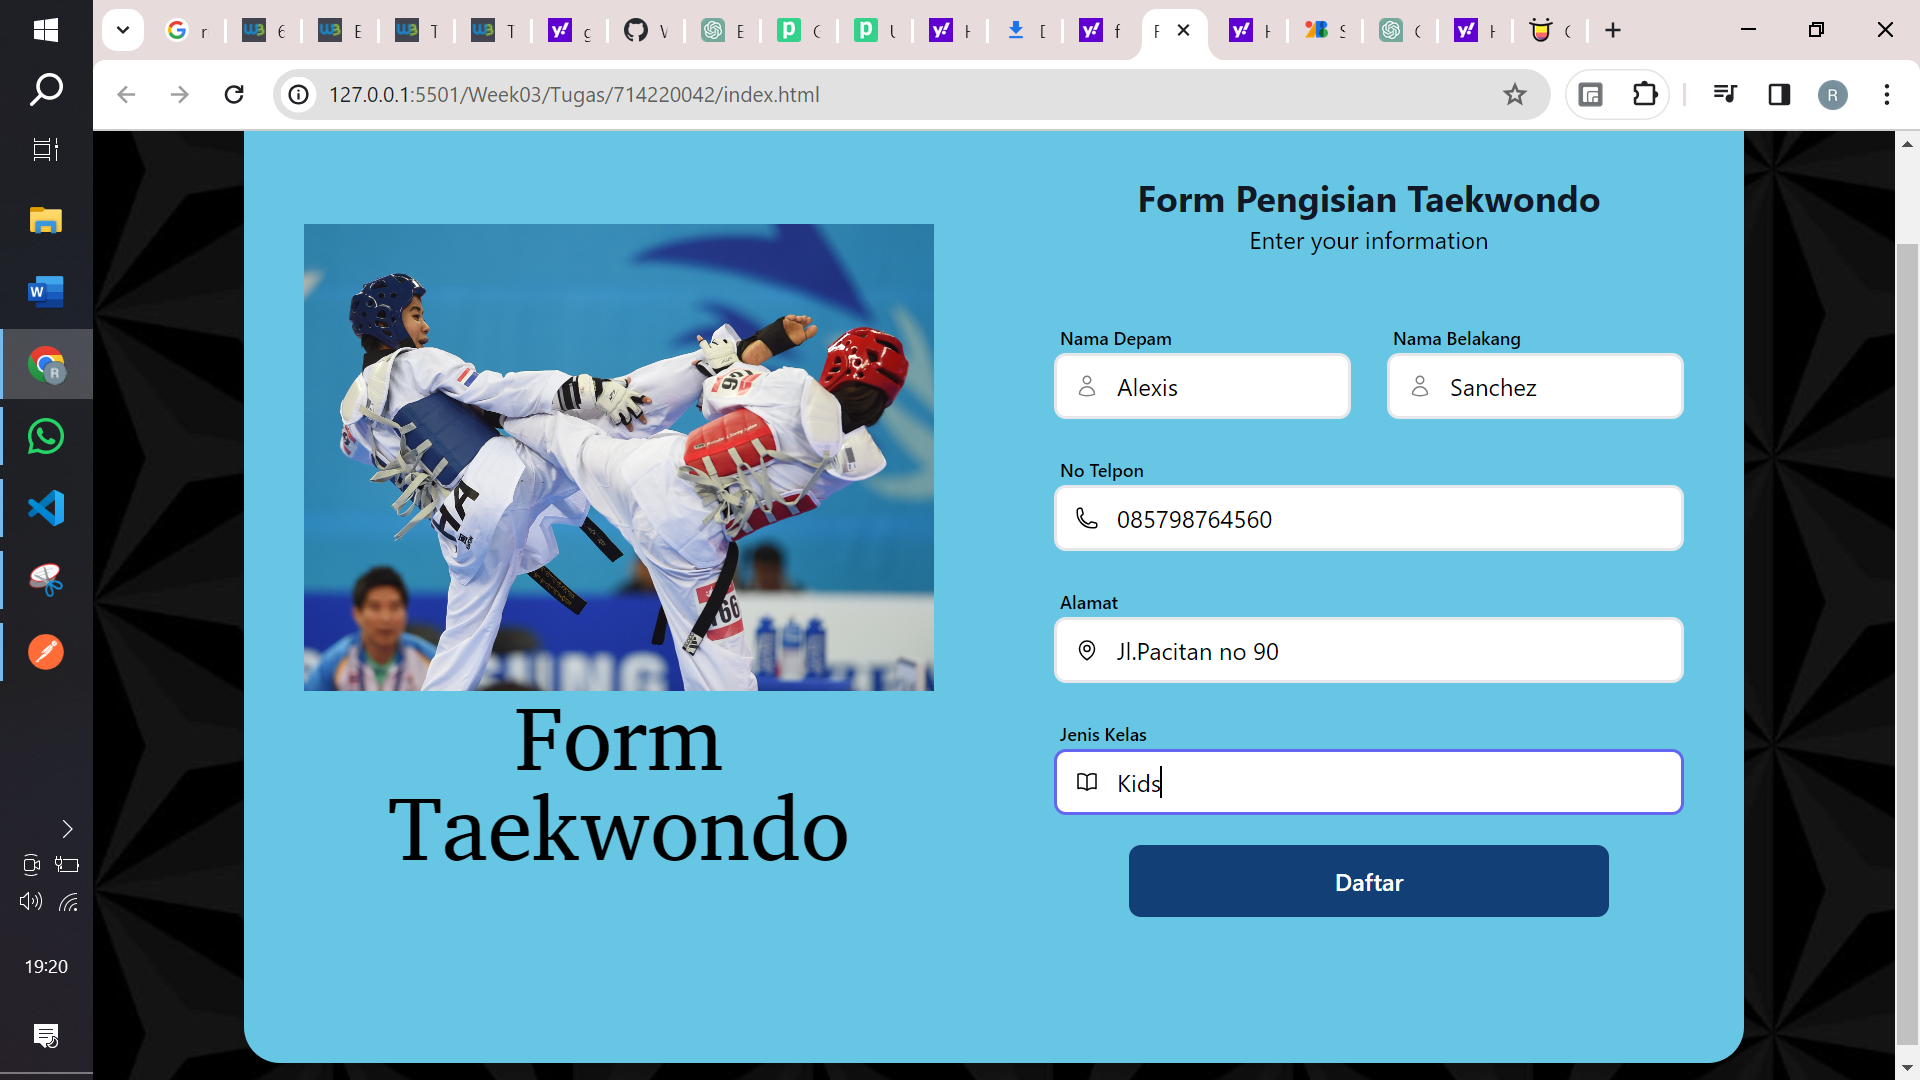 r
6
E
T
T
g
E
H
f
H
127.0.0.1:5501/Week03/Tugas/714220042/index.html
R
Form Pengisian Taekwondo
Enter your information
Nama Depam
Nama Belakang
Alexis
Sanchez
No Telpon
085798764560
Alamat
Jl.Pacitan no 90
Jenis Kelas
Kids
Daftar
Form
Taekwondo
19:20